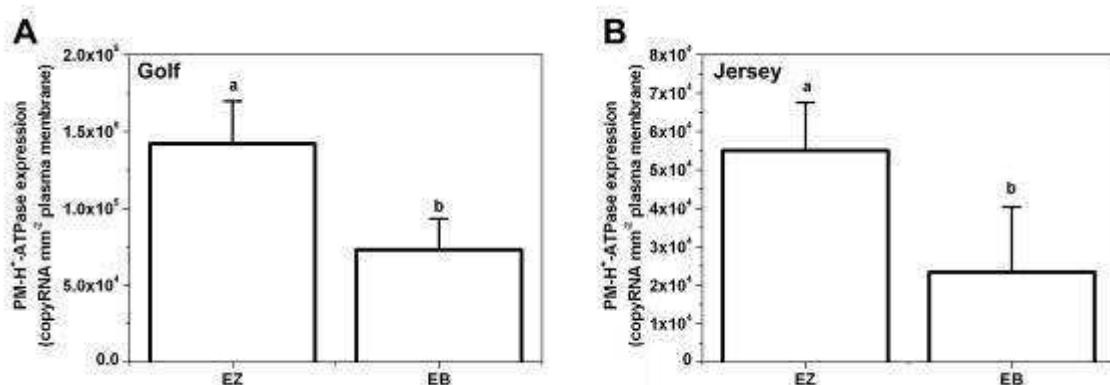 A
Golf
PM-H⁺-ATPase expression
(copyRNA mm⁻² plasma membrane)
2.0x10⁵
1.5x10⁵
1.0x10⁵
5.0x10⁴
0.0
a
b
EZ
EB
B
Jersey
PM-H⁺-ATPase expression
(copyRNA mm⁻² plasma membrane)
8x10⁴
7x10⁴
6x10⁴
5x10⁴
4x10⁴
3x10⁴
2x10⁴
1x10⁴
0
a
b
EZ
EB